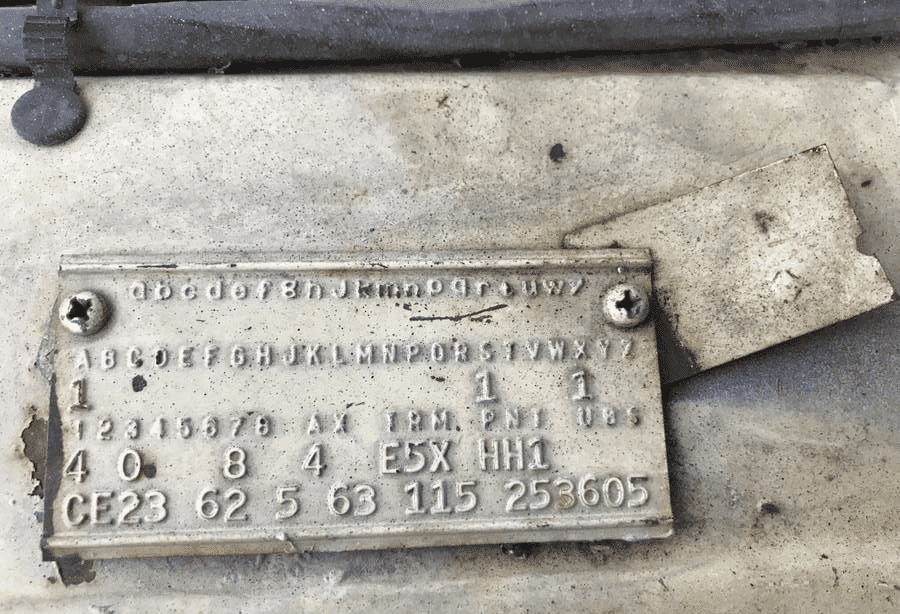 abcdefghJkmnpqrtuwy
ABCDEFGHJKLMNPQRSTVWXYZ
1 1 1
12345678 AX TRM PNT UBS
4 0 8 4 E5X HH1
CE23 62 5 63 115 253605